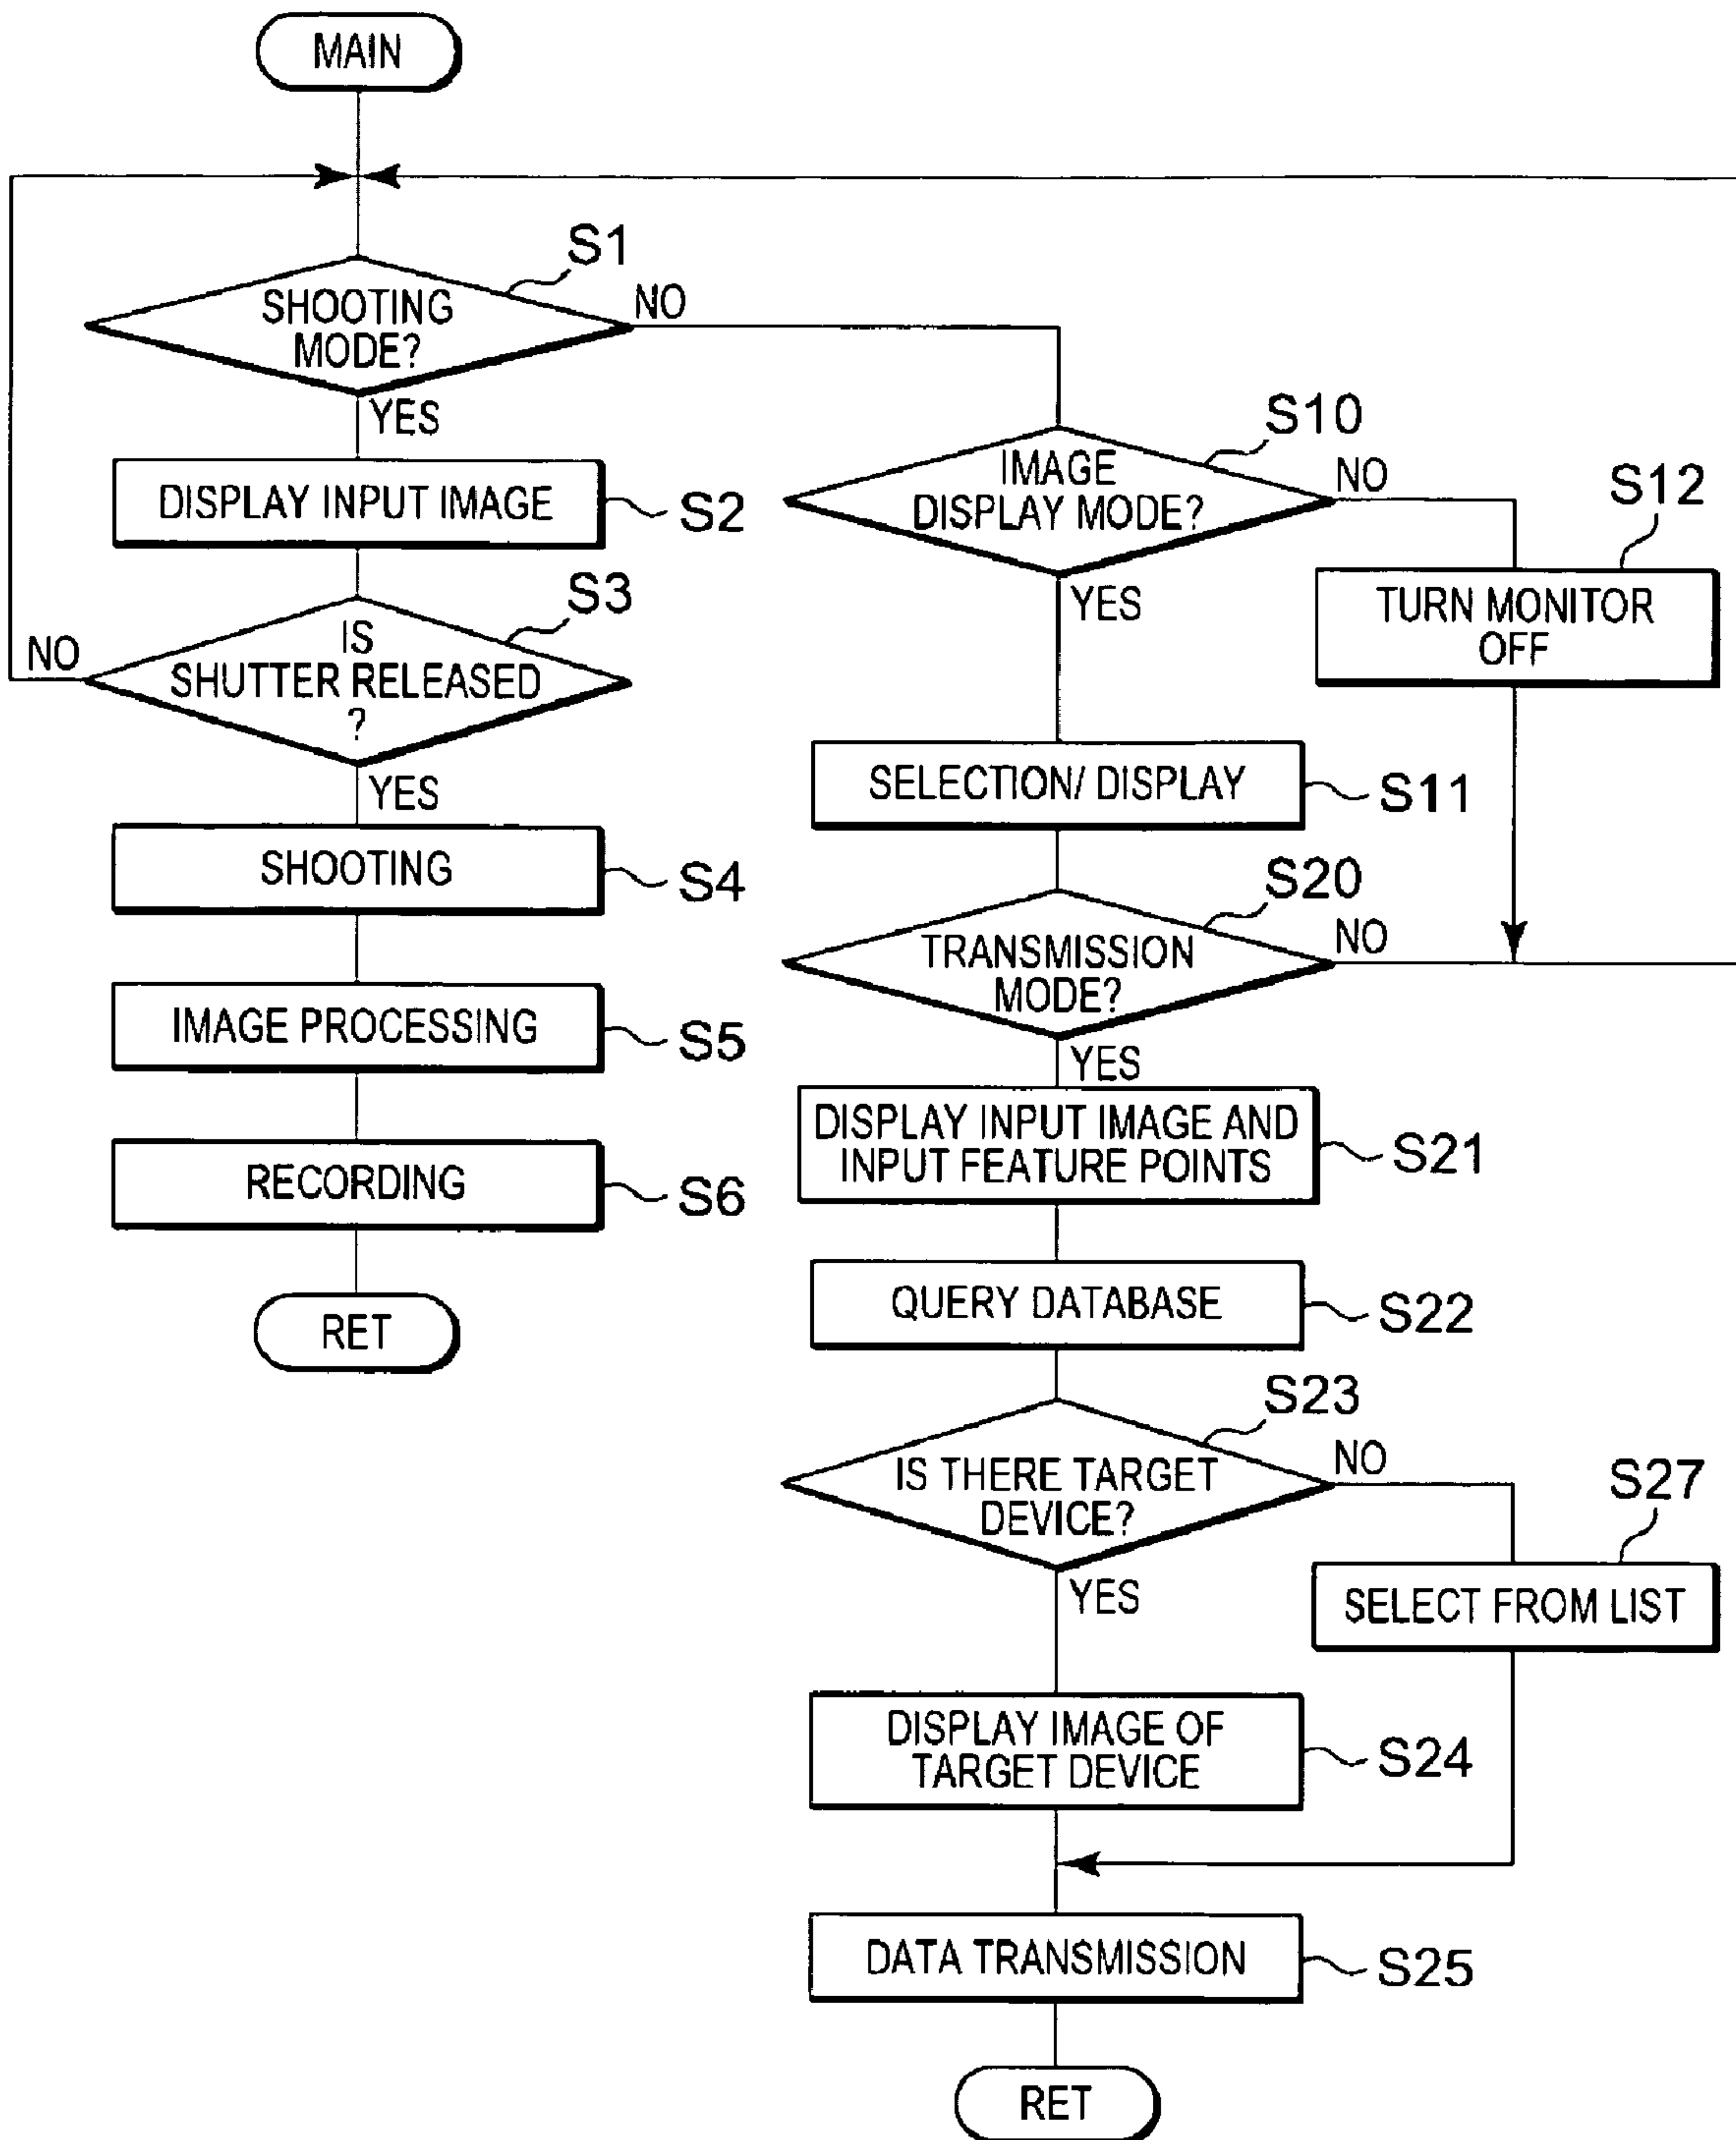 MAIN
S1
SHOOTING
MODE?
NO
YES
DISPLAY INPUT IMAGE
S2
S3
IS
SHUTTER RELEASED
?
NO
YES
SHOOTING
S4
IMAGE PROCESSING
S5
RECORDING
S6
RET
S10
IMAGE
DISPLAY MODE?
NO
S12
TURN MONITOR
OFF
YES
SELECTION/ DISPLAY
S11
S20
TRANSMISSION
MODE?
NO
YES
DISPLAY INPUT IMAGE AND
INPUT FEATURE POINTS
S21
QUERY DATABASE
S22
S23
IS THERE TARGET
DEVICE?
NO
S27
SELECT FROM LIST
YES
DISPLAY IMAGE OF
TARGET DEVICE
S24
DATA TRANSMISSION
S25
RET